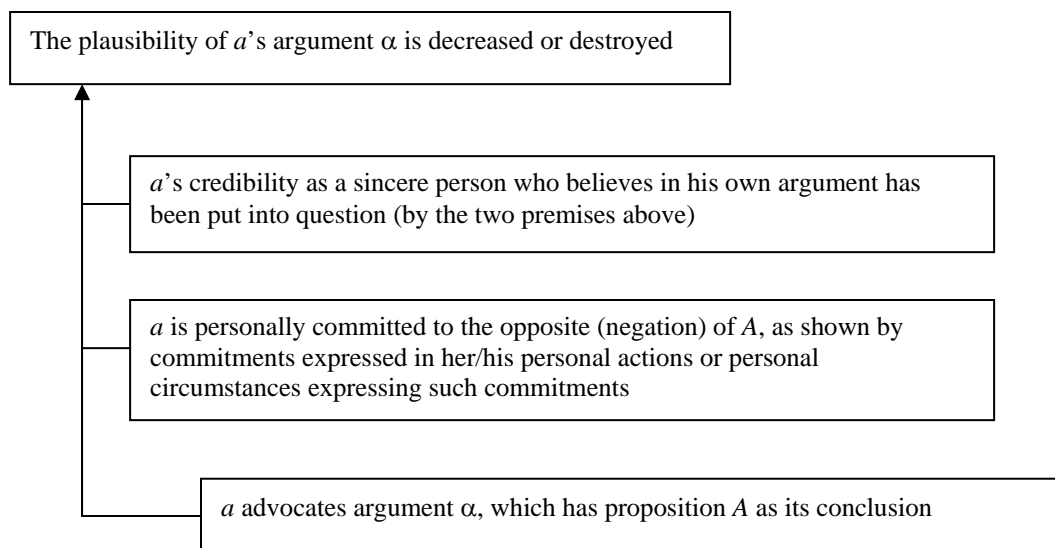 The plausibility of a's argument α is decreased or destroyed
a's credibility as a sincere person who believes in his own argument has
been put into question (by the two premises above)
a is personally committed to the opposite (negation) of A, as shown by
commitments expressed in her/his personal actions or personal
circumstances expressing such commitments
a advocates argument α, which has proposition A as its conclusion